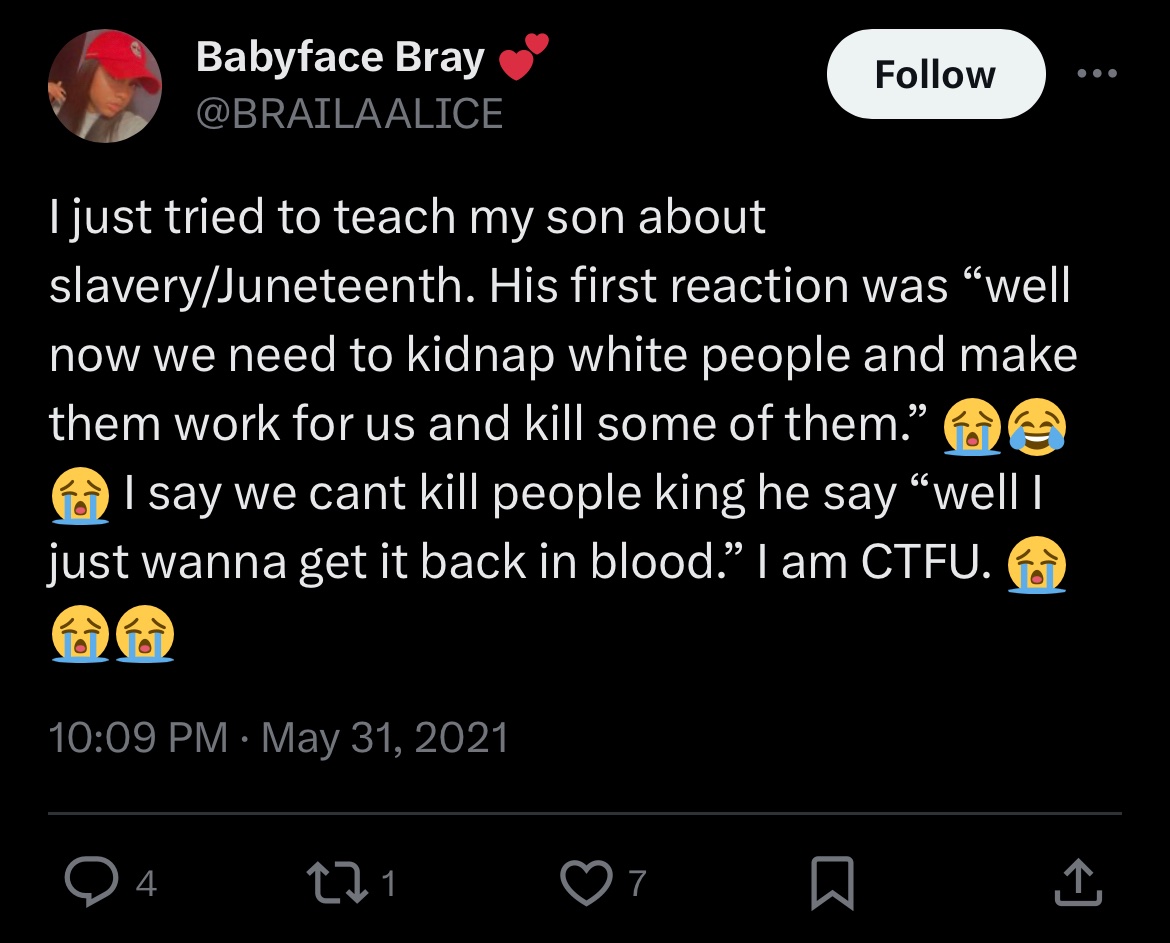 Babyface Bray 💕
@BRAILAALICE
Follow
I just tried to teach my son about
slavery/Juneteenth. His first reaction was “well
now we need to kidnap white people and make
them work for us and kill some of them.” 😭😂
😭 I say we cant kill people king he say “well I
just wanna get it back in blood.” I am CTFU. 😭
😭😭
10:09 PM · May 31, 2021
4 1 7